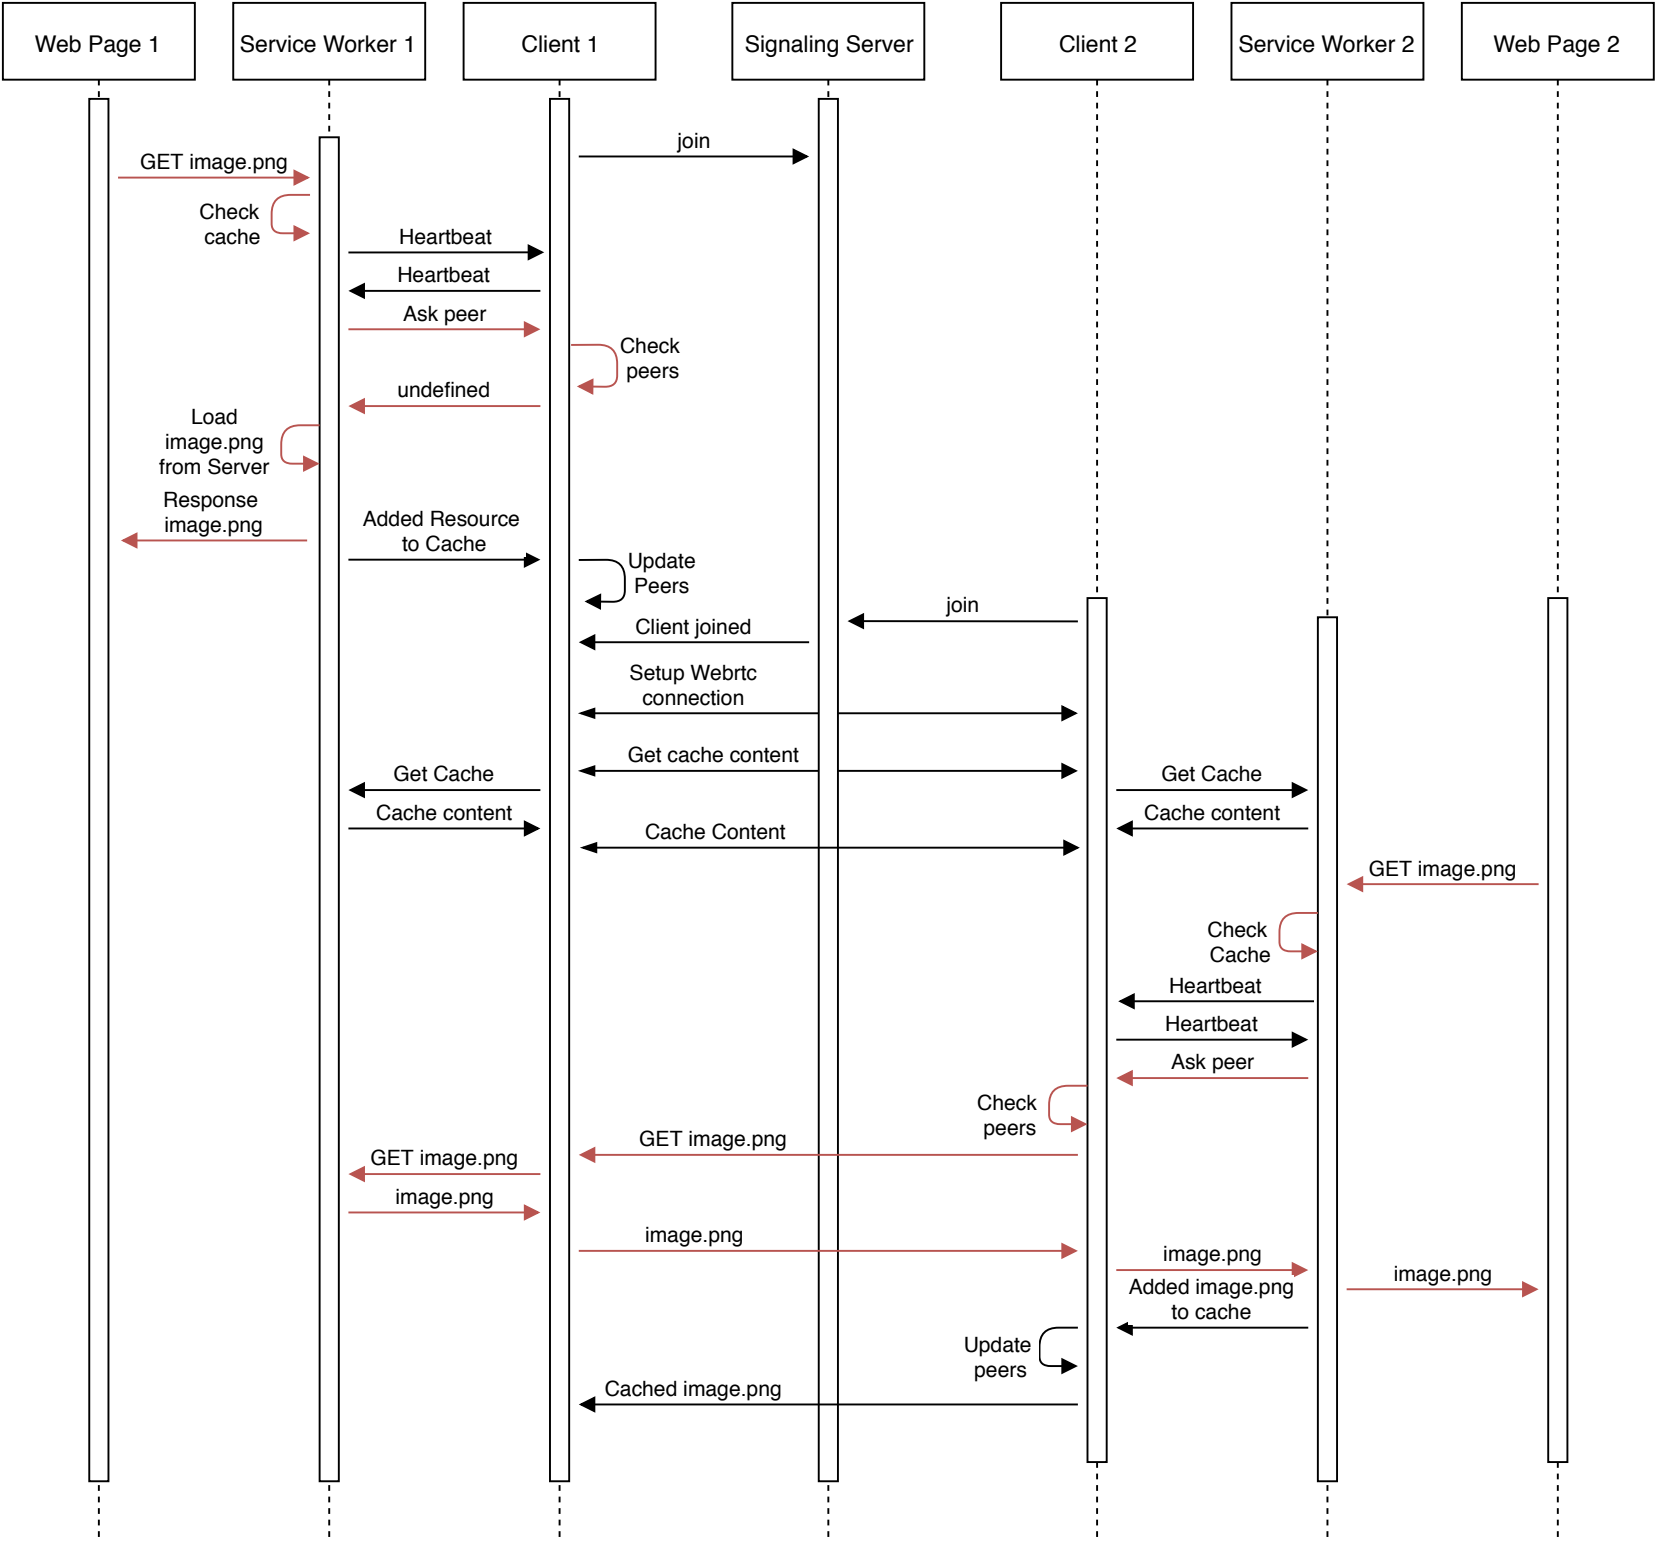 Web Page 1
Service Worker 1
Client 1
Signaling Server
Client 2
Service Worker 2
Web Page 2
join
GET image.png
Check
cache
Heartbeat
Heartbeat
Ask peer
Check
peers
undefined
Load
image.png
from Server
Response
image.png
Added Resource
to Cache
Update
Peers
join
Client joined
Setup Webrtc
connection
Get cache content
Get Cache
Get Cache
Cache content
Cache content
Cache Content
GET image.png
Check
Cache
Heartbeat
Heartbeat
Ask peer
Check
peers
GET image.png
GET image.png
image.png
image.png
image.png
image.png
Added image.png
to cache
Update
peers
Cached image.png